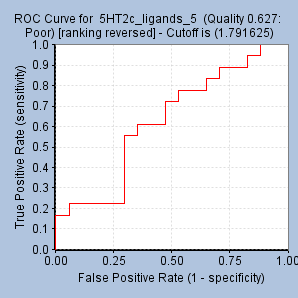 ROC Curve for 5HT2c_ligands_5 (Quality 0.627:
Poor) [ranking reversed] - Cutoff is (1.791625)
True Positive Rate (sensitivity)
1.0
0.9
0.8
0.7
0.6
0.5
0.4
0.3
0.2
0.1
0.0
0.00 0.25 0.50 0.75 1.00
False Positive Rate (1 - specificity)